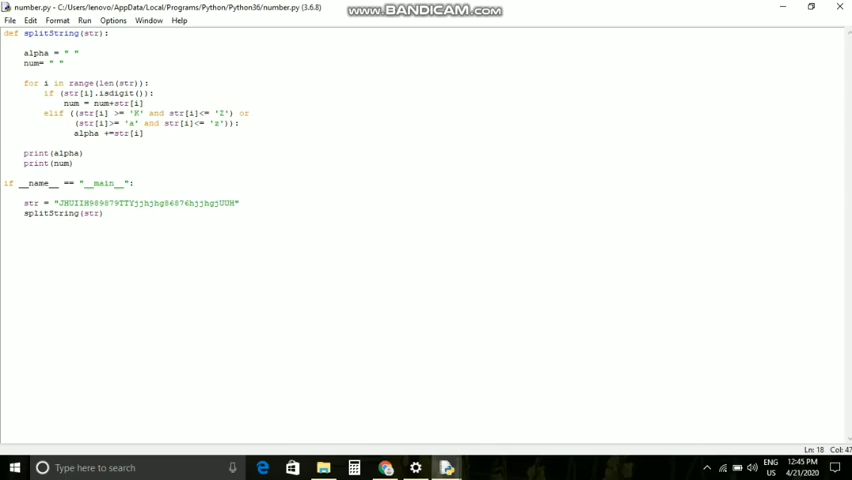 number.py - C:/Users/lenovo/AppData/Local/Programs/Python/Python36/number.py (3.6.8)
www.BANDICAM.com
File Edit Format Run Options Window Help
def splitString(str):
alpha = " "
num= " "
for i in range(len(str)):
if (str[i].isdigit()):
num = num+str[i]
elif ((str[i] >= 'K' and str[i]<= 'Z') or
(str[i]>= 'a' and str[i]<= 'z')):
alpha +=str[i]
print(alpha)
print(num)
if __name__ == "__main__":
str = "JHUIIH989879TTYjjhjhg86876hjjhgjUUH"
splitString(str)
Ln: 18 Col: 47
Type here to search
ENG
US
12:45 PM
4/21/2020